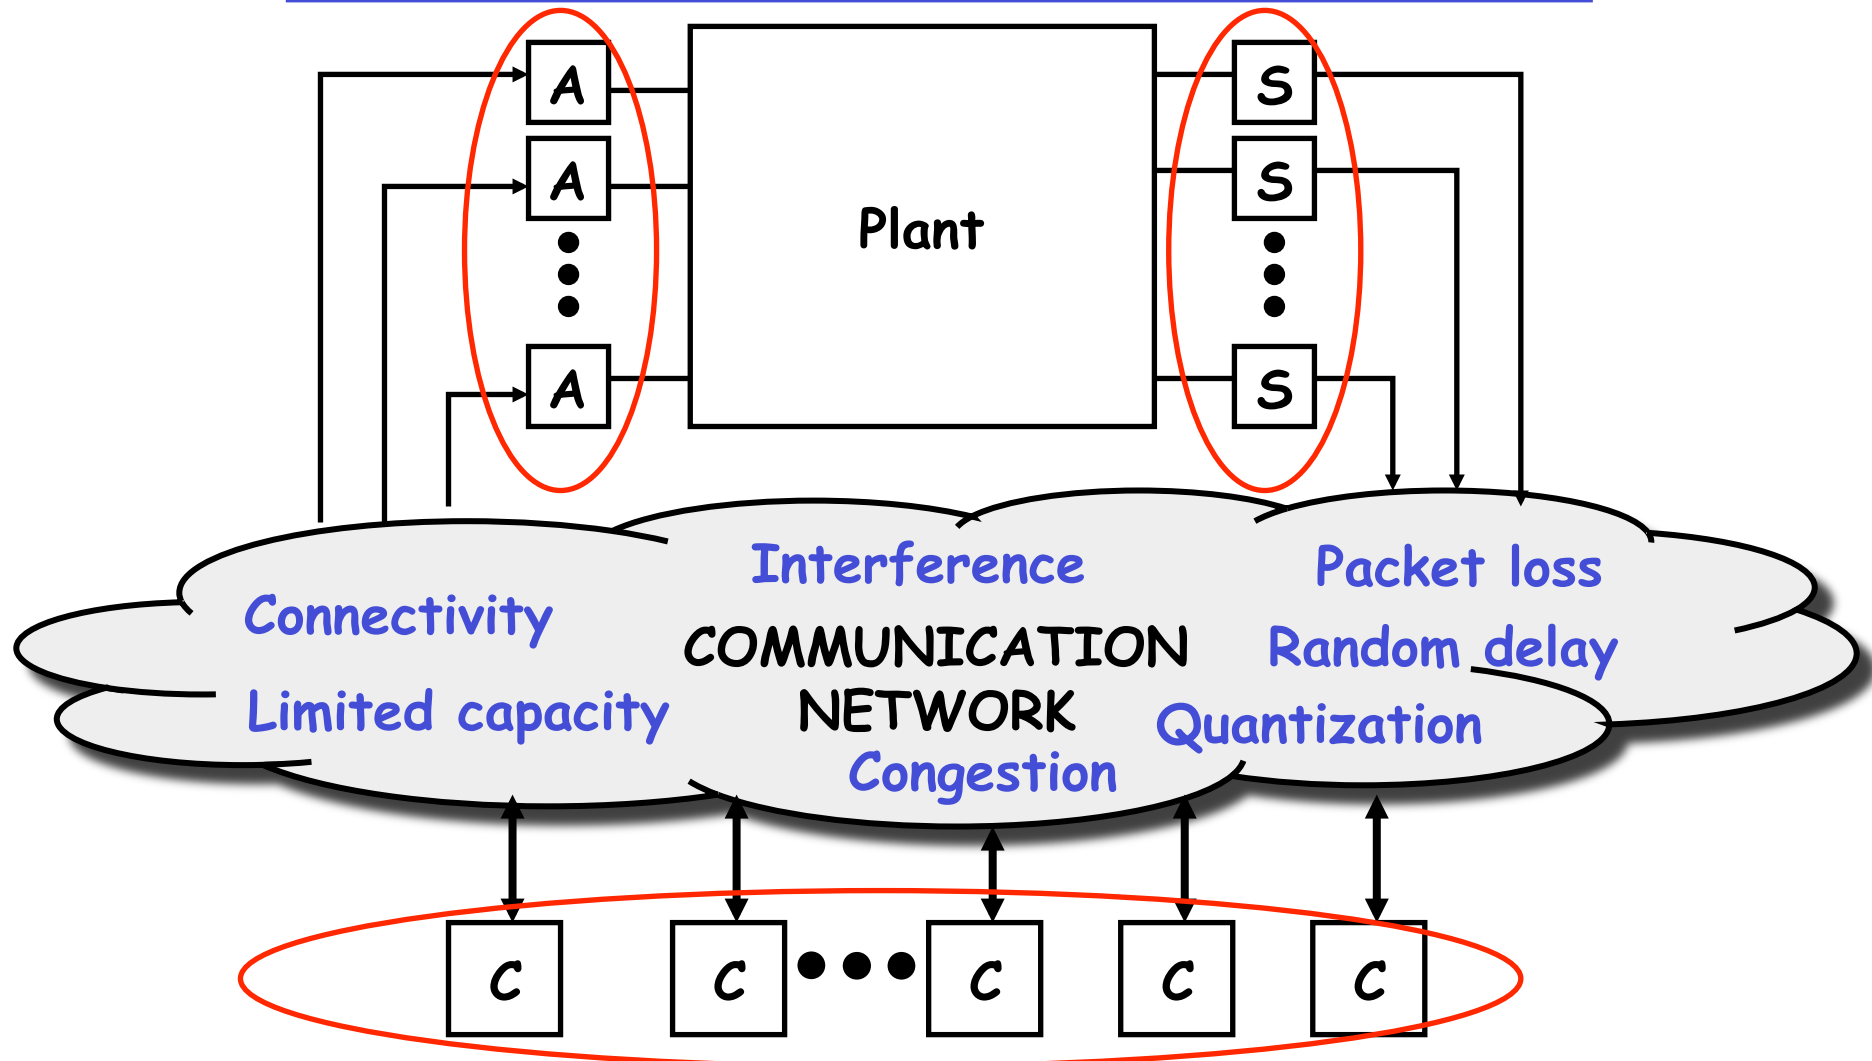 A
S
A
Plant
S
A
S
Interference
Packet loss
Connectivity
COMMUNICATION
Random delay
Limited capacity
NETWORK
Quantization
Congestion
C
C
C
C
C